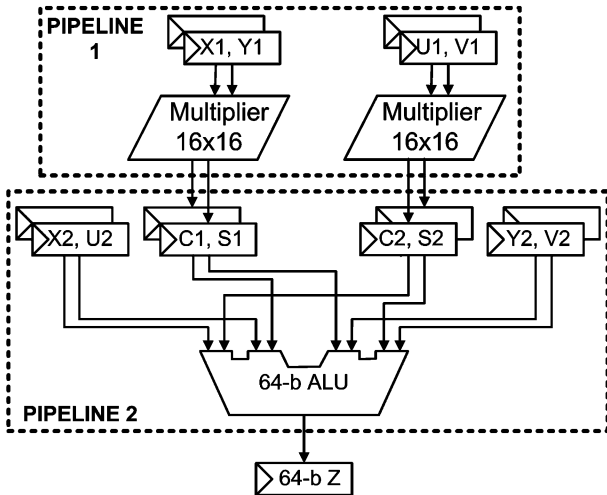 PIPELINE
1
X1, Y1
U1, V1
Multiplier
16x16
Multiplier
16x16
X2, U2
C1, S1
C2, S2
Y2, V2
64-b ALU
PIPELINE 2
64-b Z